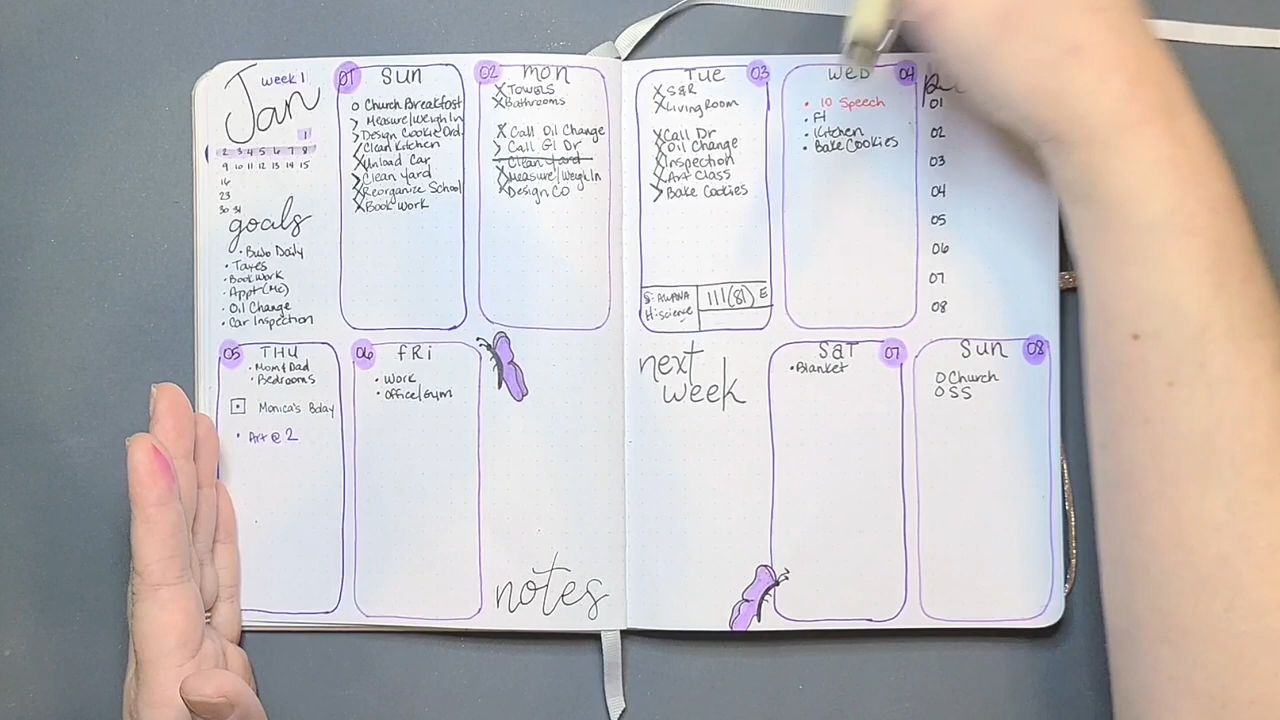 Jan
week 1
1
2 3 4 5 6 7 8
9 10 11 12 13 14 15
16
23
30 31
goals
• Bujo Daily
• Taxes
• Book Work
• Appt (Mc)
• Oil Change
• Car Inspection
01 Sun
o Church Breakfast
> Measure/Weigh In
> Design Cookie Ord
/ Clean Kitchen
X Unload Car
> Clean Yard
X Reorganize School
X Book Work
02 mon
X Towels
X Bathrooms
X Call Oil Change
> Call GI Dr
Clean Yard
X Measure/Weigh In
X Design CO
Tue 03
X S&R
X Living Room
X Call Dr
X Oil Change
X Inspection
X Art Class
> Bake Cookies
H: Science
111 (81) E
Wed 04
• 10 Speech
• Kitchen
• Bake Cookies
01
02
03
04
05
06
07
08
05 THU
• Mom & Dad
• Bedrooms
Monica's Bday
• Art @ 2
06 fRi
• Work
• Office/Gym
notes
next
week
Sat 07
• Blanket
Sun 08
O Church
O SS